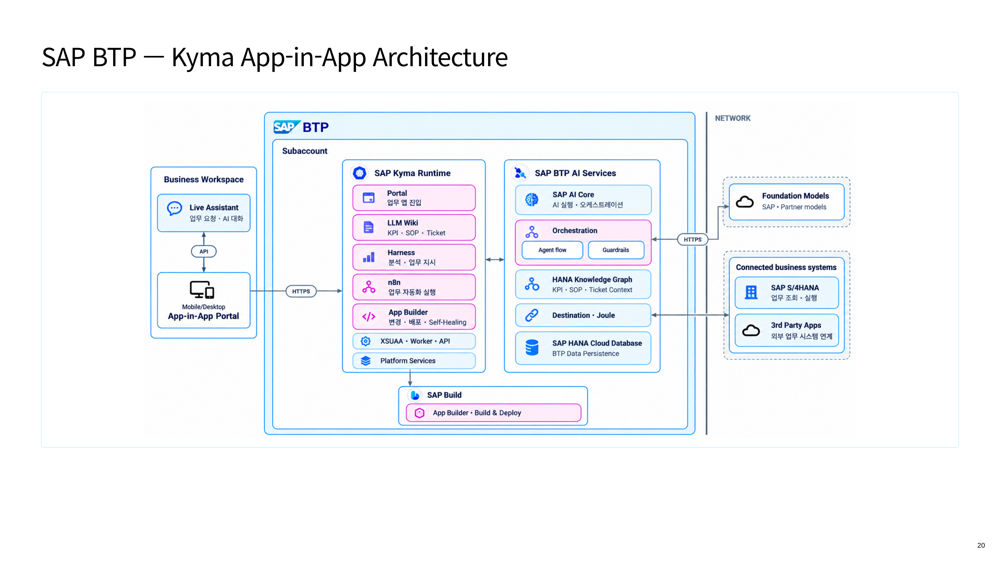 SAP BTP — Kyma App-in-App Architecture
SAP BTP
NETWORK
Subaccount
Business Workspace
Live Assistant
업무 요청 · AI 대화
API
Mobile/Desktop
App-in-App Portal
HTTPS
SAP Kyma Runtime
Portal
업무 앱 진입
LLM Wiki
KPI · SOP · Ticket
Harness
분석 · 업무 지시
n8n
업무 자동화 실행
App Builder
변경 · 배포 · Self-Healing
XSUAA · Worker · API
Platform Services
SAP BTP AI Services
SAP AI Core
AI 실행 · 오케스트레이션
Orchestration
Agent flow
Guardrails
HANA Knowledge Graph
KPI · SOP · Ticket Context
Destination · Joule
SAP HANA Cloud Database
BTP Data Persistence
SAP Build
App Builder · Build & Deploy
HTTPS
Foundation Models
SAP · Partner models
Connected business systems
SAP S/4HANA
업무 조회 · 실행
3rd Party Apps
외부 업무 시스템 연계
20